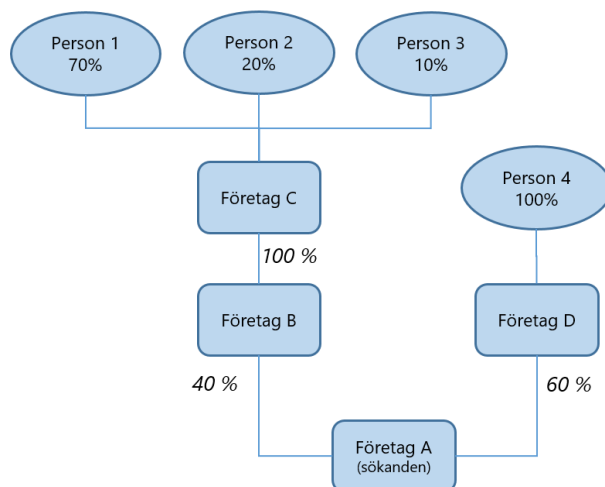 Person 1
70%
Person 2
20%
Person 3
10%
Företag C
Person 4
100%
100 %
Företag B
Företag D
40 %
60 %
Företag A
(sökanden)